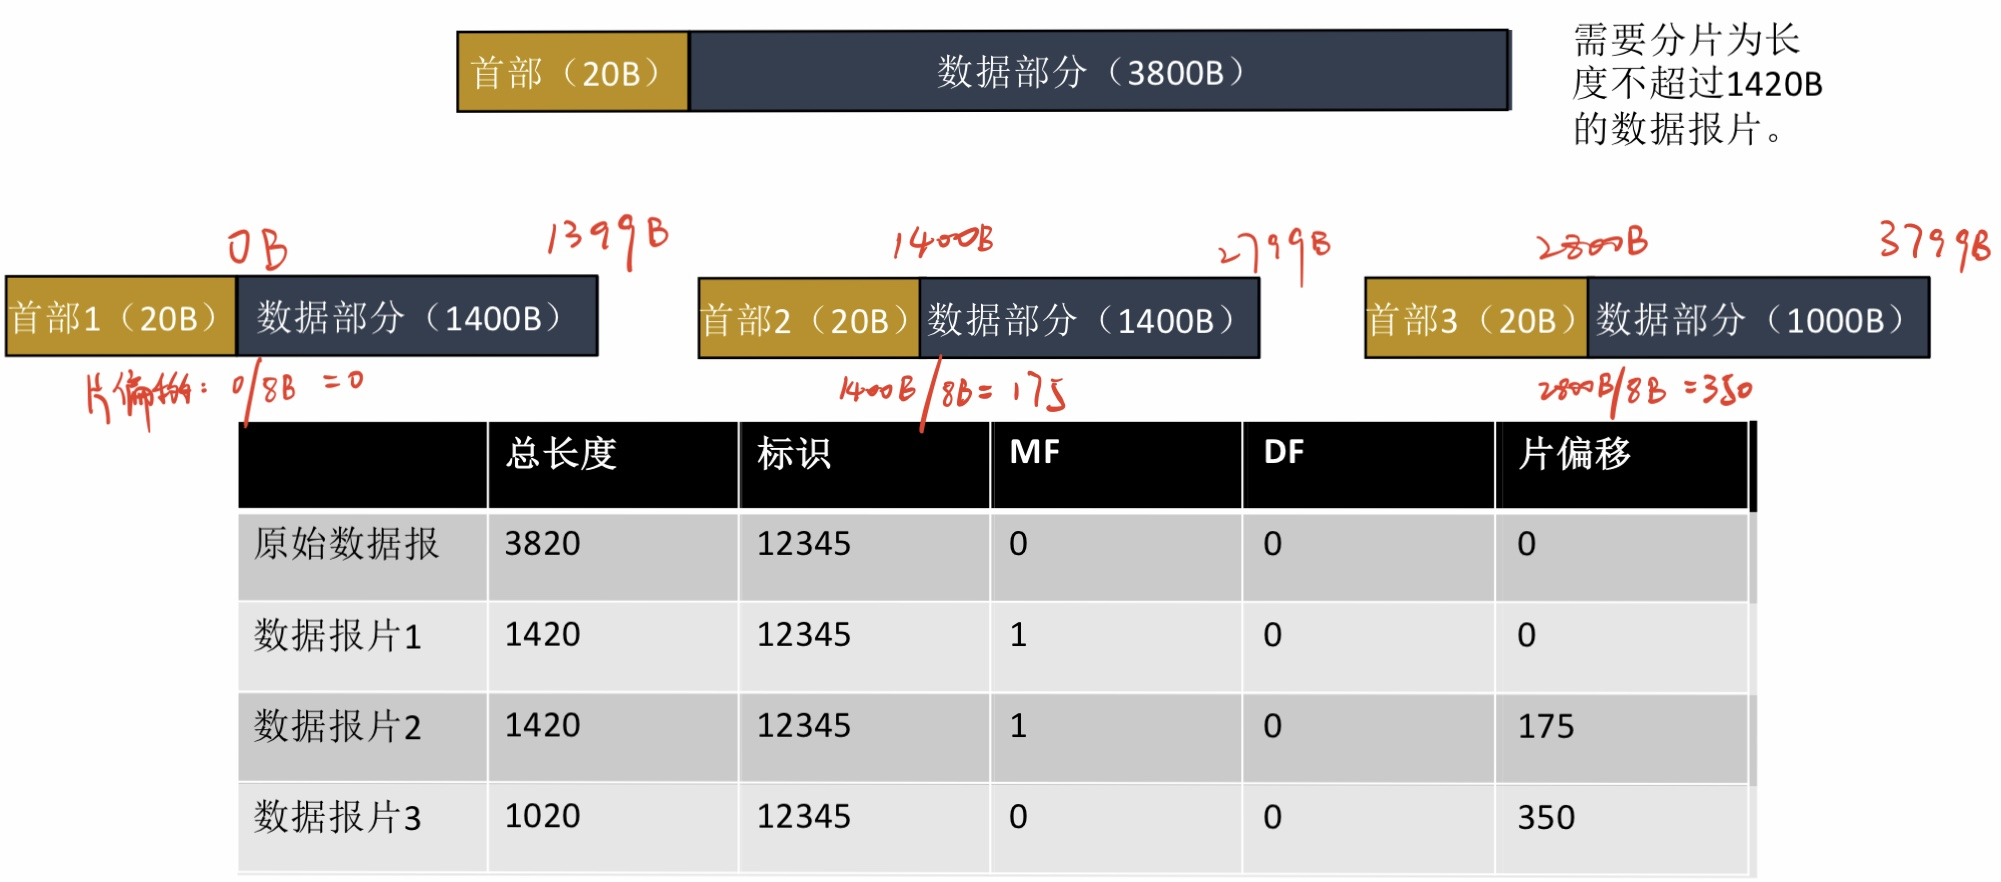 首部（20B）
数据部分（3800B）
需要分片为长
度不超过1420B
的数据报片。
0B
1399B
1400B
2799B
2800B
3799B
首部1（20B）
数据部分（1400B）
首部2（20B）
数据部分（1400B）
首部3（20B）
数据部分（1000B）
片偏移: 0/8B =0
1400B/8B=175
2800B/8B=350
总长度 标识 MF DF 片偏移
原始数据报 3820 12345 0 0 0
数据报片1 1420 12345 1 0 0
数据报片2 1420 12345 1 0 175
数据报片3 1020 12345 0 0 350